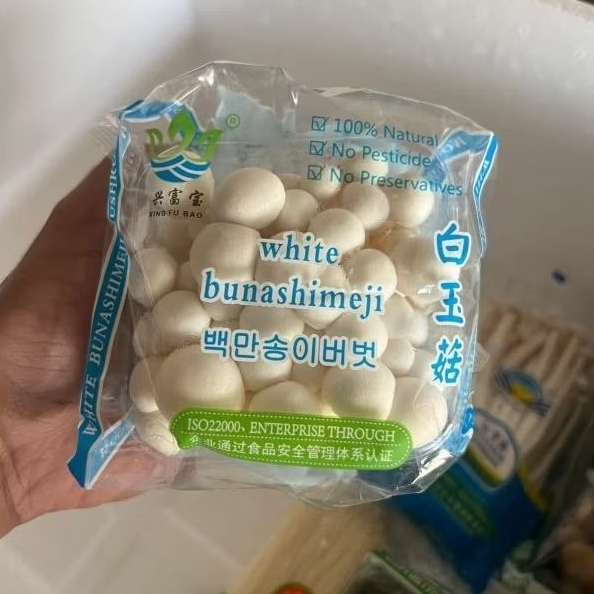 ®
兴富宝
XING FU BAO
100% Natural
No Pesticide
No Preservatives
white
bunashimeji
백만송이버벗
白玉菇
ISO22000、ENTERPRISE THROUGH
企业通过食品安全管理体系认证
WHITE BUNASHIMEJI